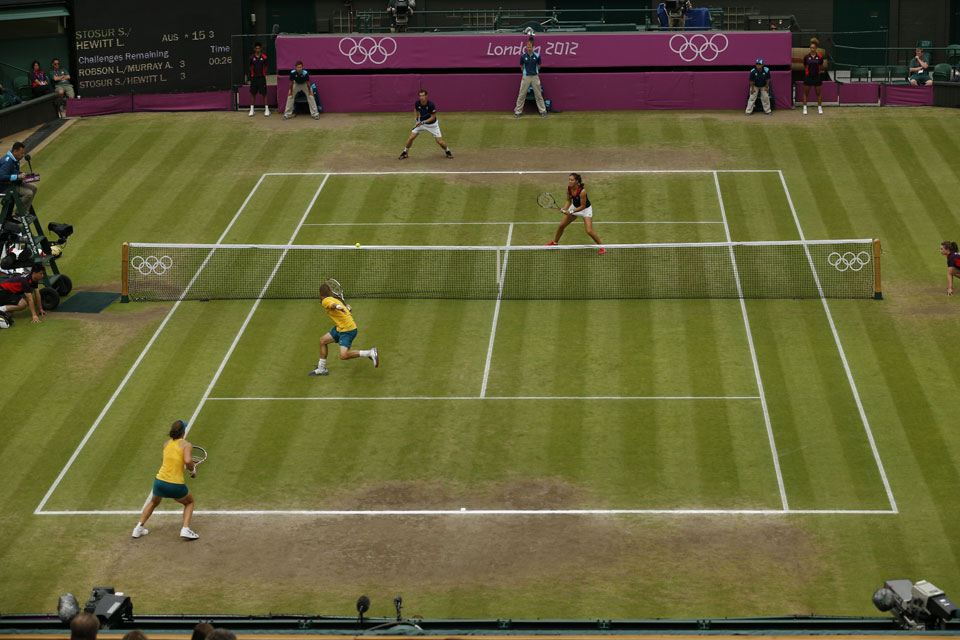 STOSUR S./
HEWITT L. AUS * 15 3
Challenges Remaining Time
ROBSON L./MURRAY A. 3 00:26
STOSUR S./HEWITT L. 3
London 2012